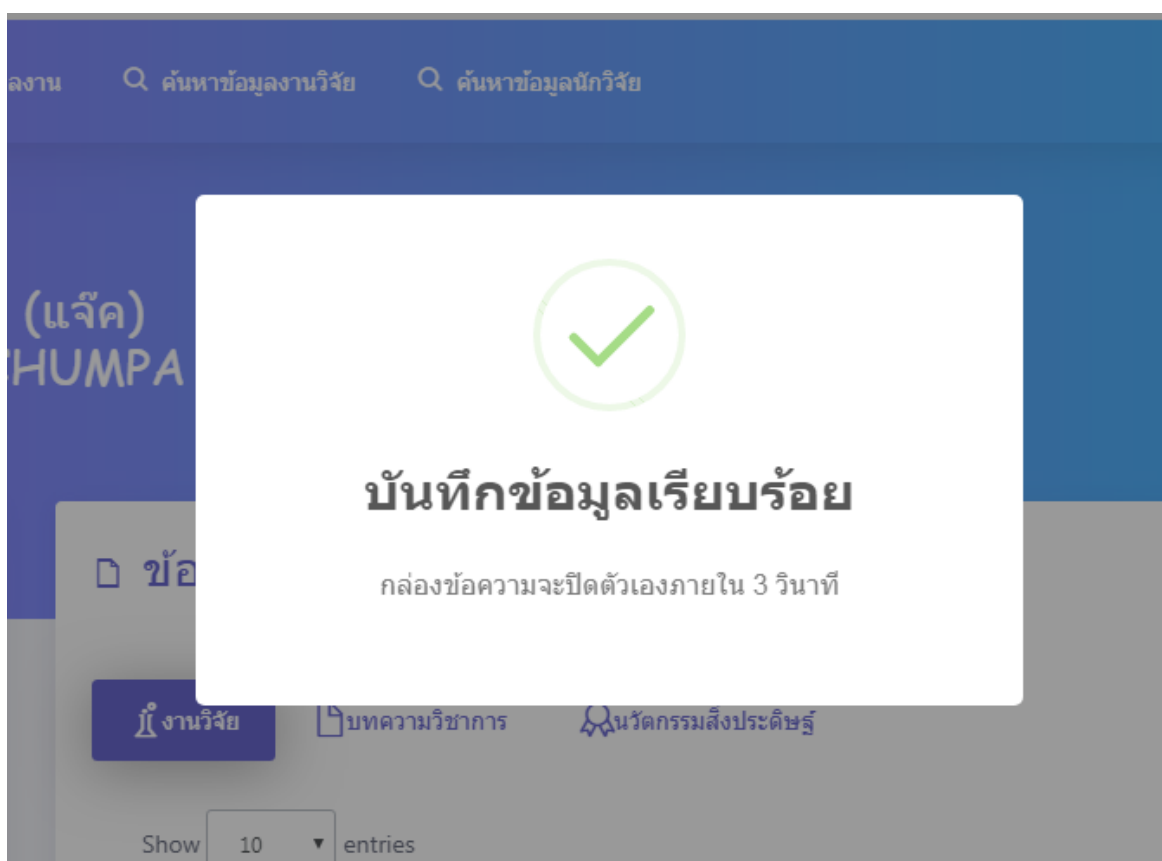 ลงาน ค้นหาข้อมูลงานวิจัย ค้นหาข้อมูลนักวิจัย
(แจ๊ค)
CHUMPA
บันทึกข้อมูลเรียบร้อย
กล่องข้อความจะปิดตัวเองภายใน 3 วินาที
ข้อ
งานวิจัย บทความวิชาการ นวัตกรรมสิ่งประดิษฐ์
Show 10 entries